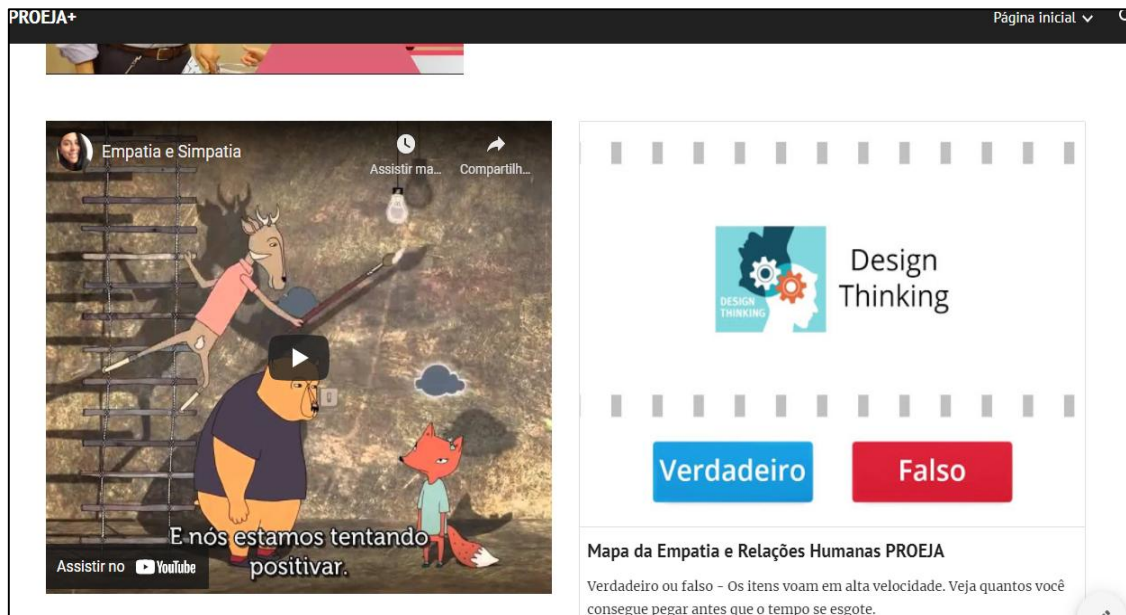 PROEJA+
Página inicial
Empatia e Simpatia
Assistir ma...
Compartilh...
E nós estamos tentando
positivar.
Assistir no YouTube
DESIGN
THINKING
Design
Thinking
Verdadeiro
Falso
Mapa da Empatia e Relações Humanas PROEJA
Verdadeiro ou falso - Os itens voam em alta velocidade. Veja quantos você
consegue pegar antes que o tempo se esgote.